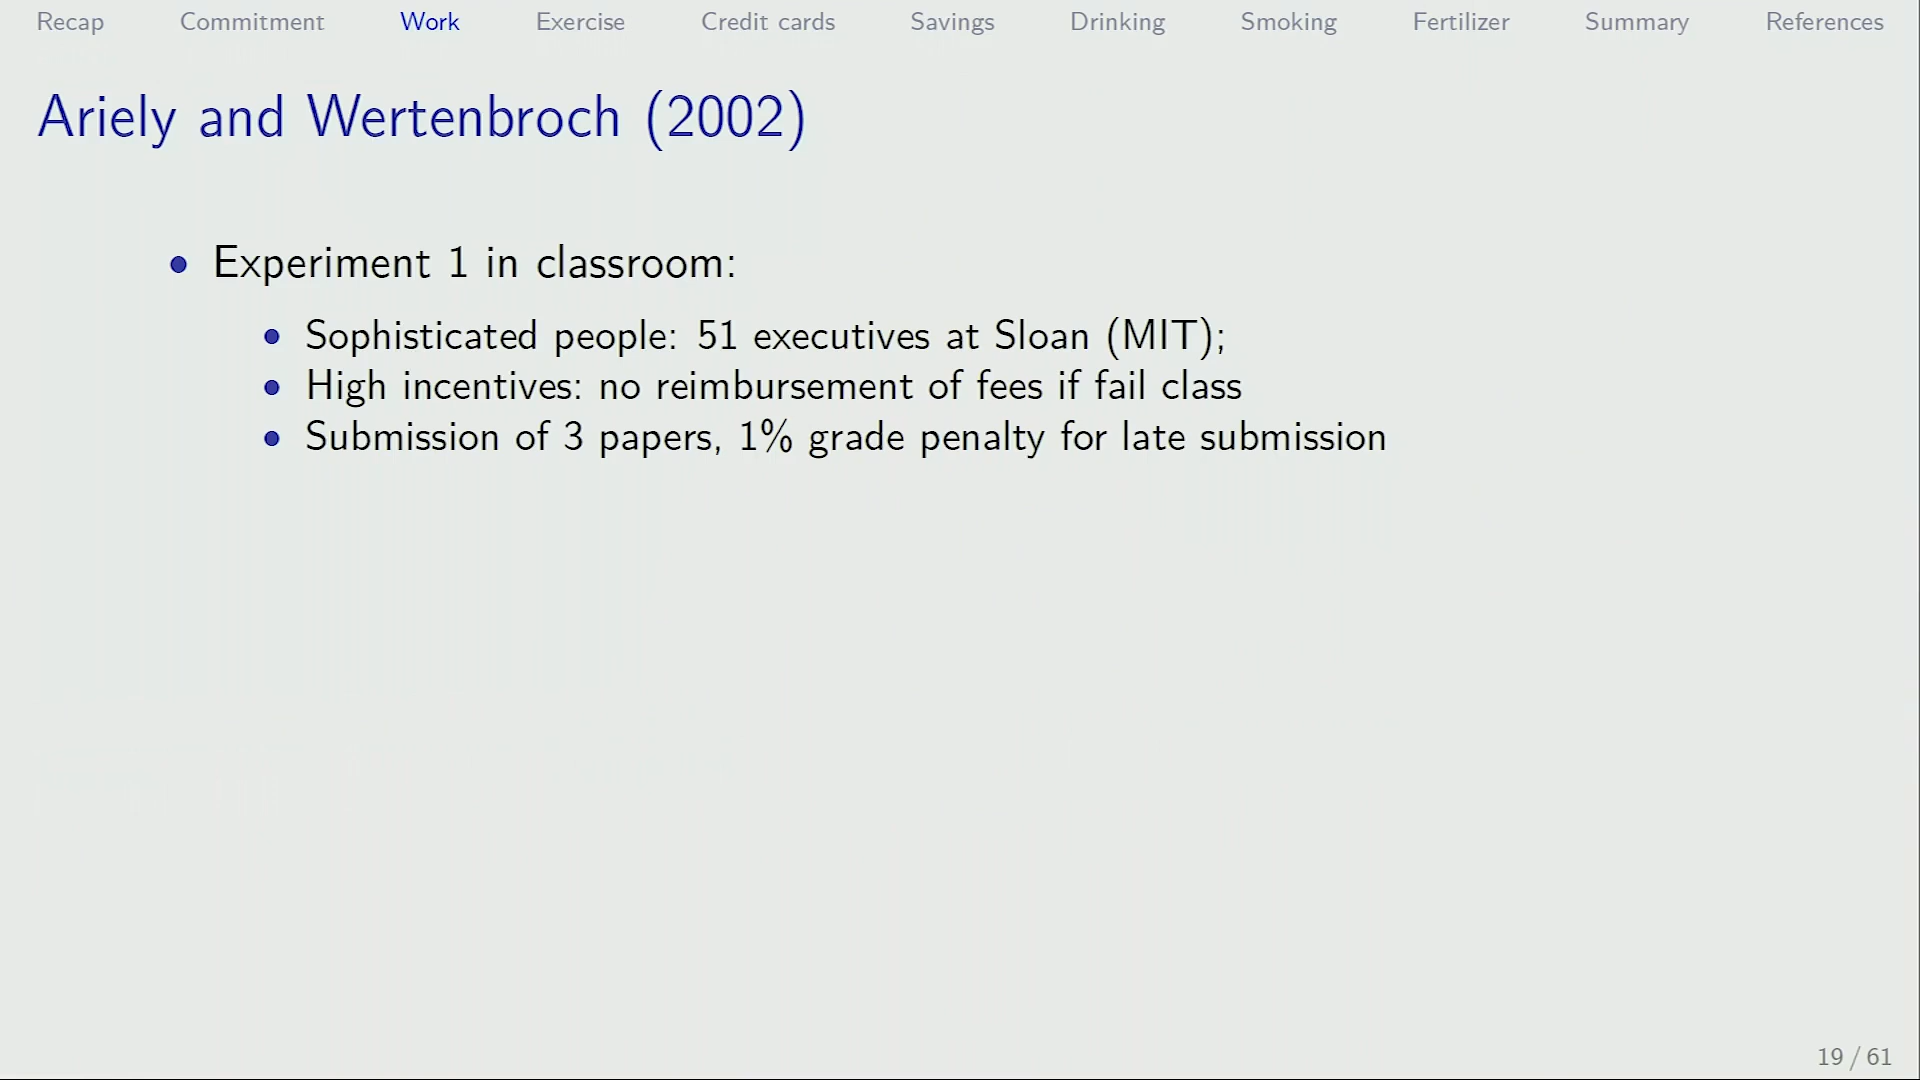 Recap Commitment Work Exercise Credit cards Savings Drinking Smoking Fertilizer Summary References
Ariely and Wertenbroch (2002)
• Experiment 1 in classroom:
• Sophisticated people: 51 executives at Sloan (MIT);
• High incentives: no reimbursement of fees if fail class
• Submission of 3 papers, 1% grade penalty for late submission
19 / 61